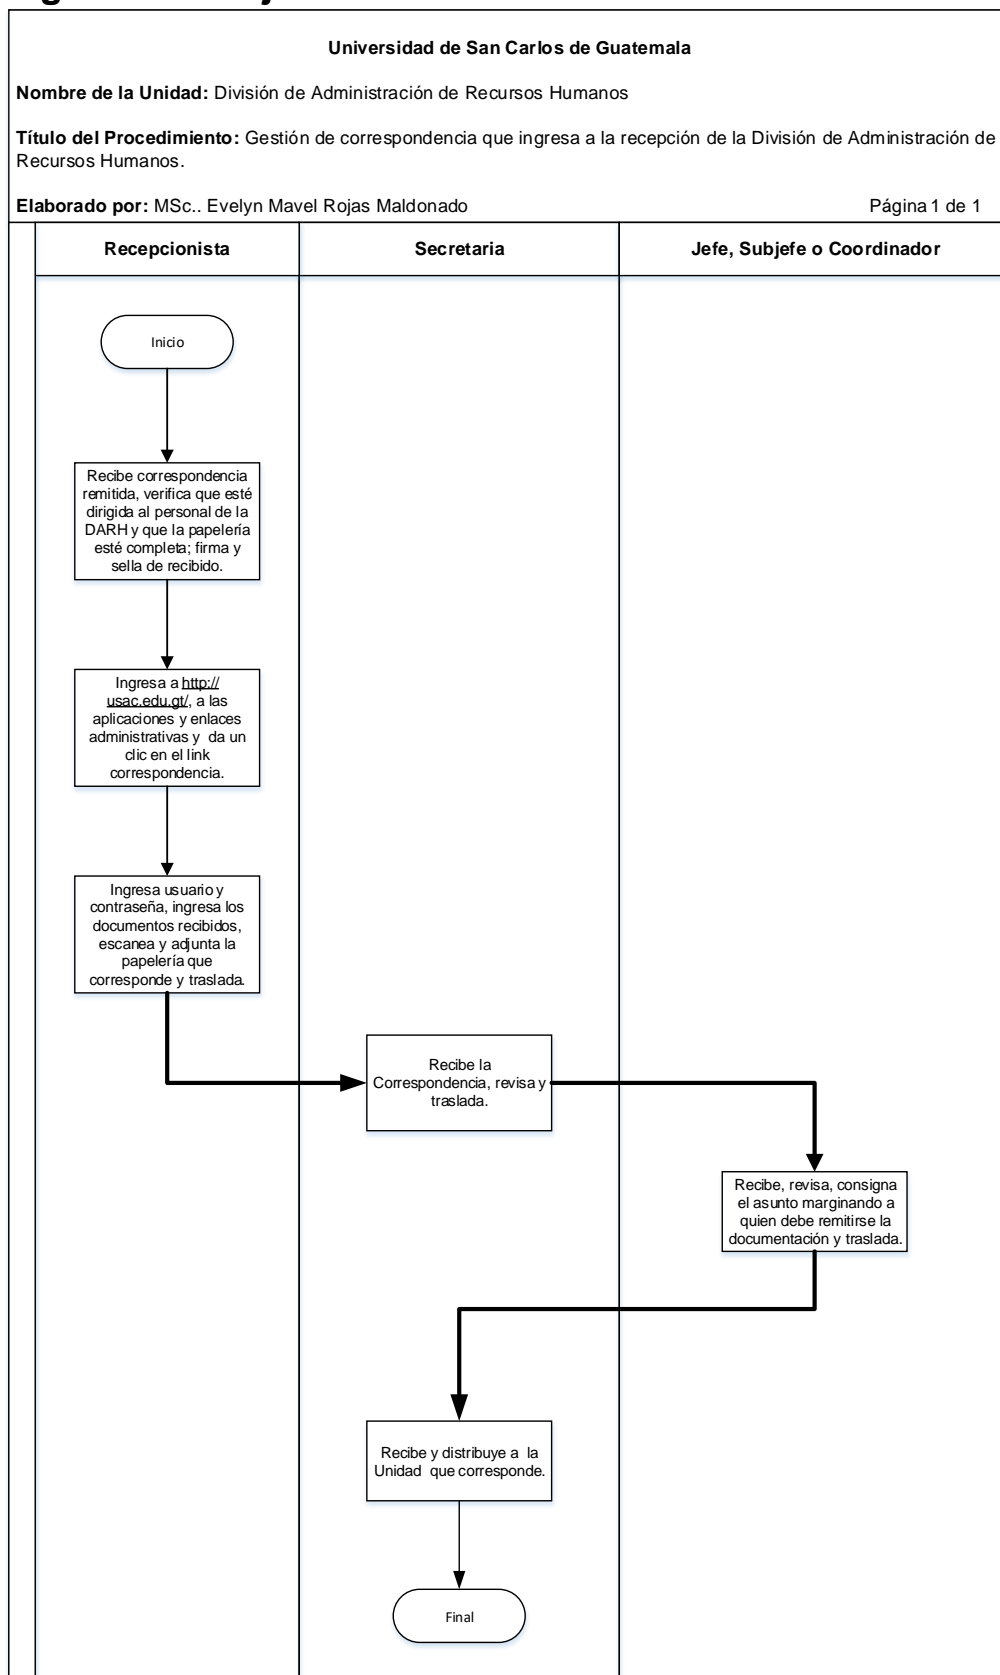 Universidad de San Carlos de Guatemala
Nombre de la Unidad: División de Administración de Recursos Humanos
Título del Procedimiento: Gestión de correspondencia que ingresa a la recepción de la División de Administración de
Recursos Humanos.
Elaborado por: MSc.. Evelyn Mavel Rojas Maldonado Página 1 de 1
Recepcionista
Secretaria
Jefe, Subjefe o Coordinador
Inicio
Recibe correspondencia
remitida, verifica que esté
dirigida al personal de la
DARH y que la papelería
esté completa; firma y
sella de recibido.
Ingresa a http://
usac.edu.gt/, a las
aplicaciones y enlaces
administrativas y da un
clic en el link
correspondencia.
Ingresa usuario y
contraseña, ingresa los
documentos recibidos,
escanea y adjunta la
papelería que
corresponde y traslada.
Recibe la
Correspondencia, revisa y
traslada.
Recibe, revisa, consigna
el asunto marginando a
quien debe remitirse la
documentación y traslada.
Recibe y distribuye a la
Unidad que corresponde.
Final